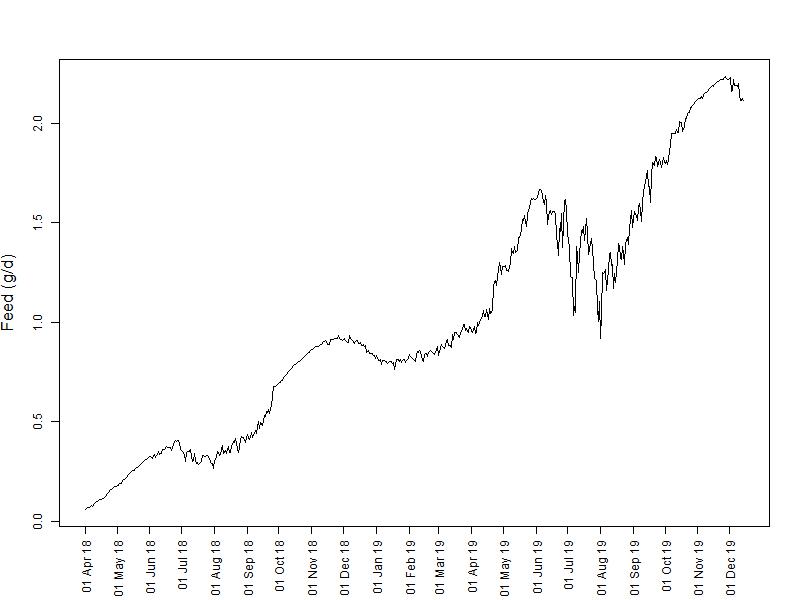 Feed (g/d)
2.0
1.5
1.0
0.5
0.0
01 Apr 18
01 May 18
01 Jun 18
01 Jul 18
01 Aug 18
01 Sep 18
01 Oct 18
01 Nov 18
01 Dec 18
01 Jan 19
01 Feb 19
01 Mar 19
01 Apr 19
01 May 19
01 Jun 19
01 Jul 19
01 Aug 19
01 Sep 19
01 Oct 19
01 Nov 19
01 Dec 19